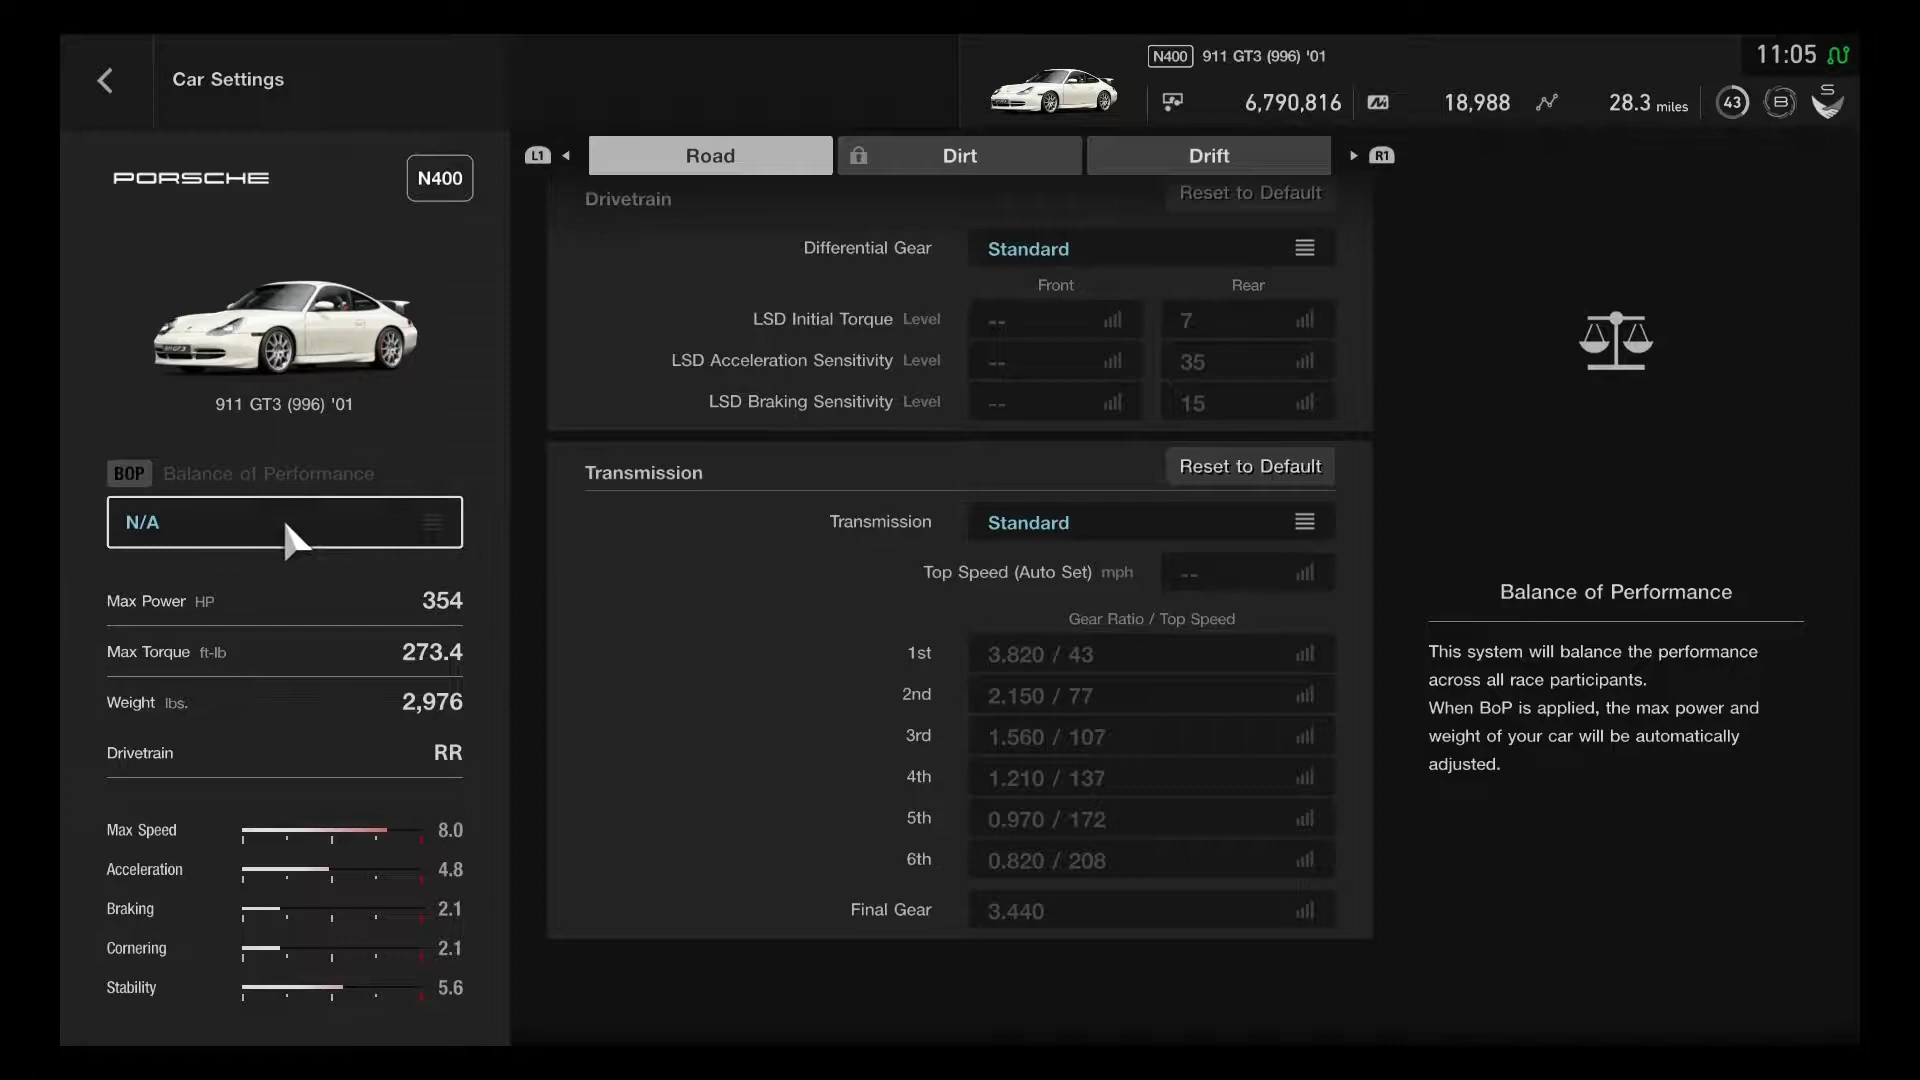 Car Settings
N400 911 GT3 (996) '01
11:05
6,790,816
18,988
28.3 miles
43
B
S
PORSCHE
N400
911 GT3 (996) '01
BOP Balance of Performance
N/A
Max Power HP 354
Max Torque ft-lb 273.4
Weight lbs. 2,976
Drivetrain RR
Max Speed 8.0
Acceleration 4.8
Braking 2.1
Cornering 2.1
Stability 5.6
L1 Road Dirt Drift R1
Drivetrain Reset to Default
Differential Gear Standard
Front Rear
LSD Initial Torque Level -- 7
LSD Acceleration Sensitivity Level -- 35
LSD Braking Sensitivity Level -- 15
Transmission Reset to Default
Transmission Standard
Top Speed (Auto Set) mph --
Gear Ratio / Top Speed
1st 3.820 / 43
2nd 2.150 / 77
3rd 1.560 / 107
4th 1.210 / 137
5th 0.970 / 172
6th 0.820 / 208
Final Gear 3.440
Balance of Performance
This system will balance the performance
across all race participants.
When BoP is applied, the max power and
weight of your car will be automatically
adjusted.